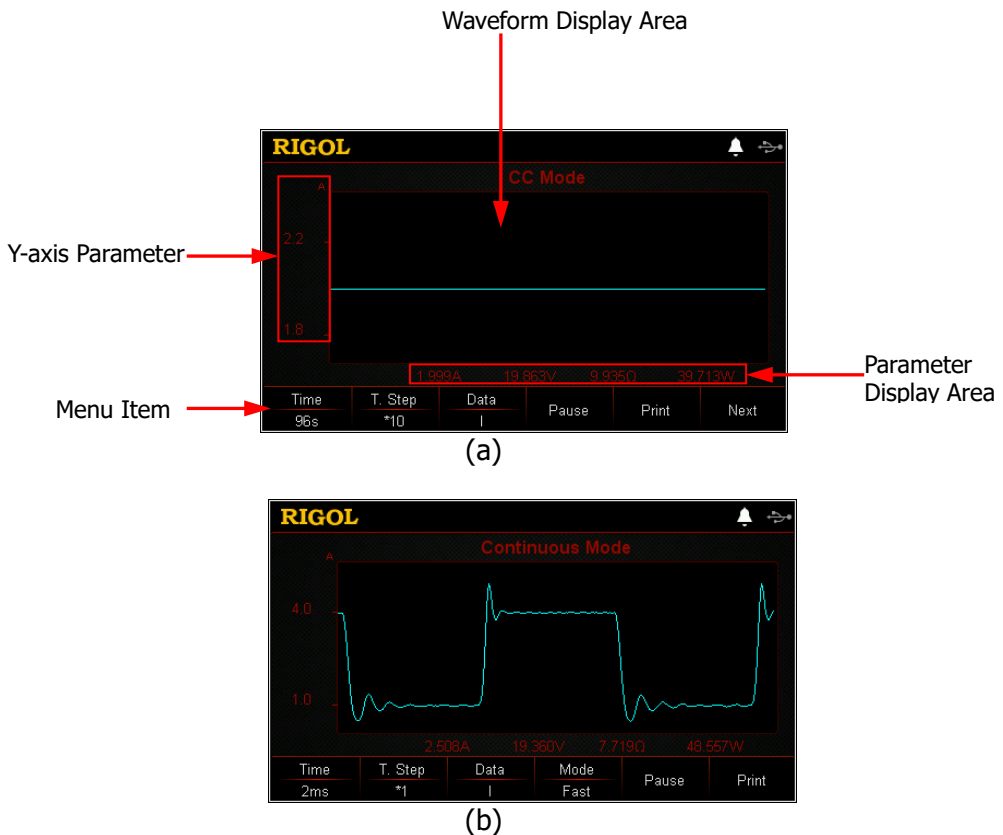 Waveform Display Area
RIGOL
CC Mode
A
2.2
Y-axis Parameter
1.8
1.999A 19.863V 9.935Ω 39.713W
Parameter
Display Area
Menu Item
Time T. Step Data Pause Print Next
96s *10 I
(a)
RIGOL
Continuous Mode
A
4.0
1.0
2.508A 19.360V 7.719Ω 48.557W
Time T. Step Data Mode Pause Print
2ms *1 I Fast
(b)